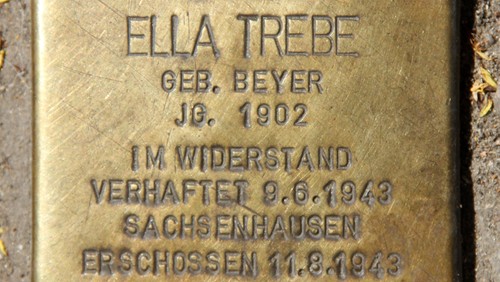 ELLA TREBE
GEB. BEYER
JG. 1902
IM WIDERSTAND
VERHAFTET 9.6.1943
SACHSENHAUSEN
ERSCHOSSEN 11.8.1943